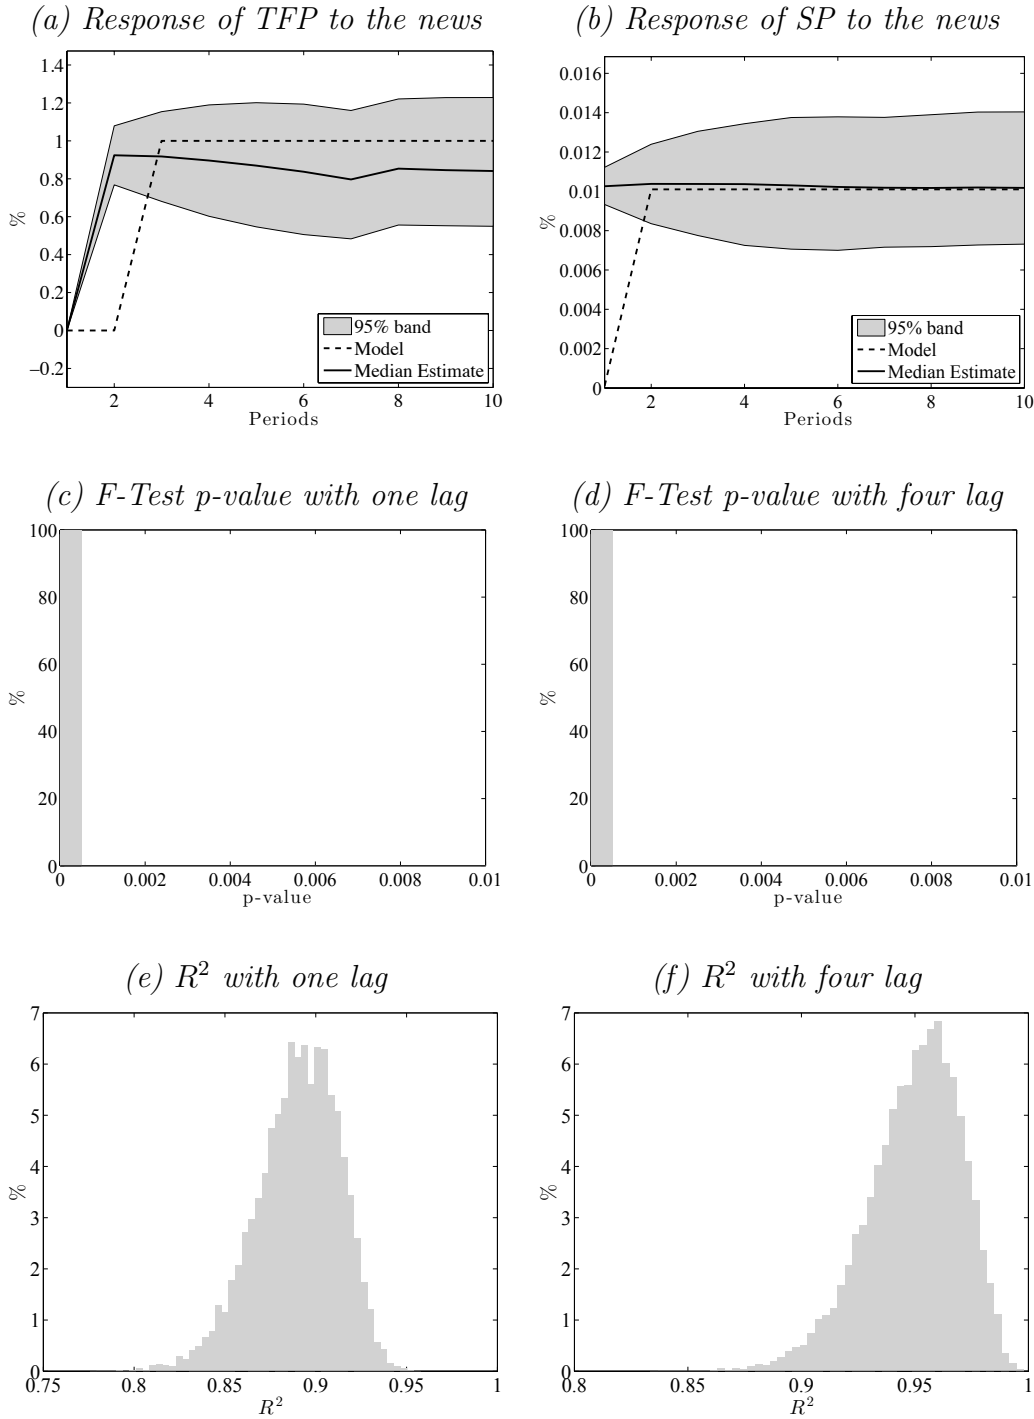 (a) Response of TFP to the news
1.4
1.2
1
0.8
0.6
0.4
0.2
0
−0.2
%
95% band
Model
Median Estimate
2 4 6 8 10
Periods
(b) Response of SP to the news
0.016
0.014
0.012
0.01
0.008
0.006
0.004
0.002
0
%
95% band
Model
Median Estimate
2 4 6 8 10
Periods
(c) F-Test p-value with one lag
100
80
60
40
20
0
%
0 0.002 0.004 0.006 0.008 0.01
p-value
(d) F-Test p-value with four lag
100
80
60
40
20
0
%
0 0.002 0.004 0.006 0.008 0.01
p-value
(e) R² with one lag
7
6
5
4
3
2
1
0
%
0.75 0.8 0.85 0.9 0.95 1
R²
(f) R² with four lag
7
6
5
4
3
2
1
0
%
0.8 0.85 0.9 0.95 1
R²